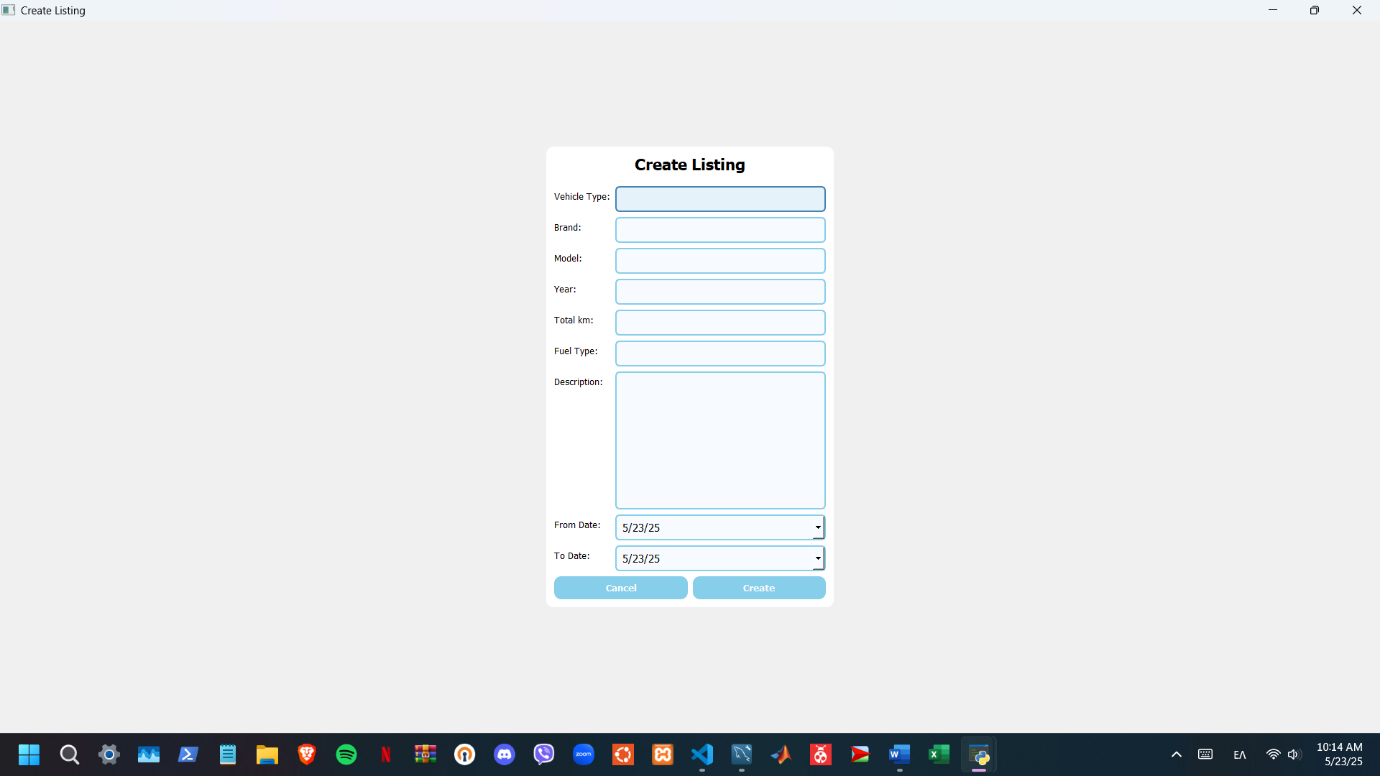 Create Listing
Create Listing
Vehicle Type:
Brand:
Model:
Year:
Total km:
Fuel Type:
Description:
From Date: 5/23/25
To Date: 5/23/25
Cancel Create
zoom
ΕΛ
10:14 AM
5/23/25